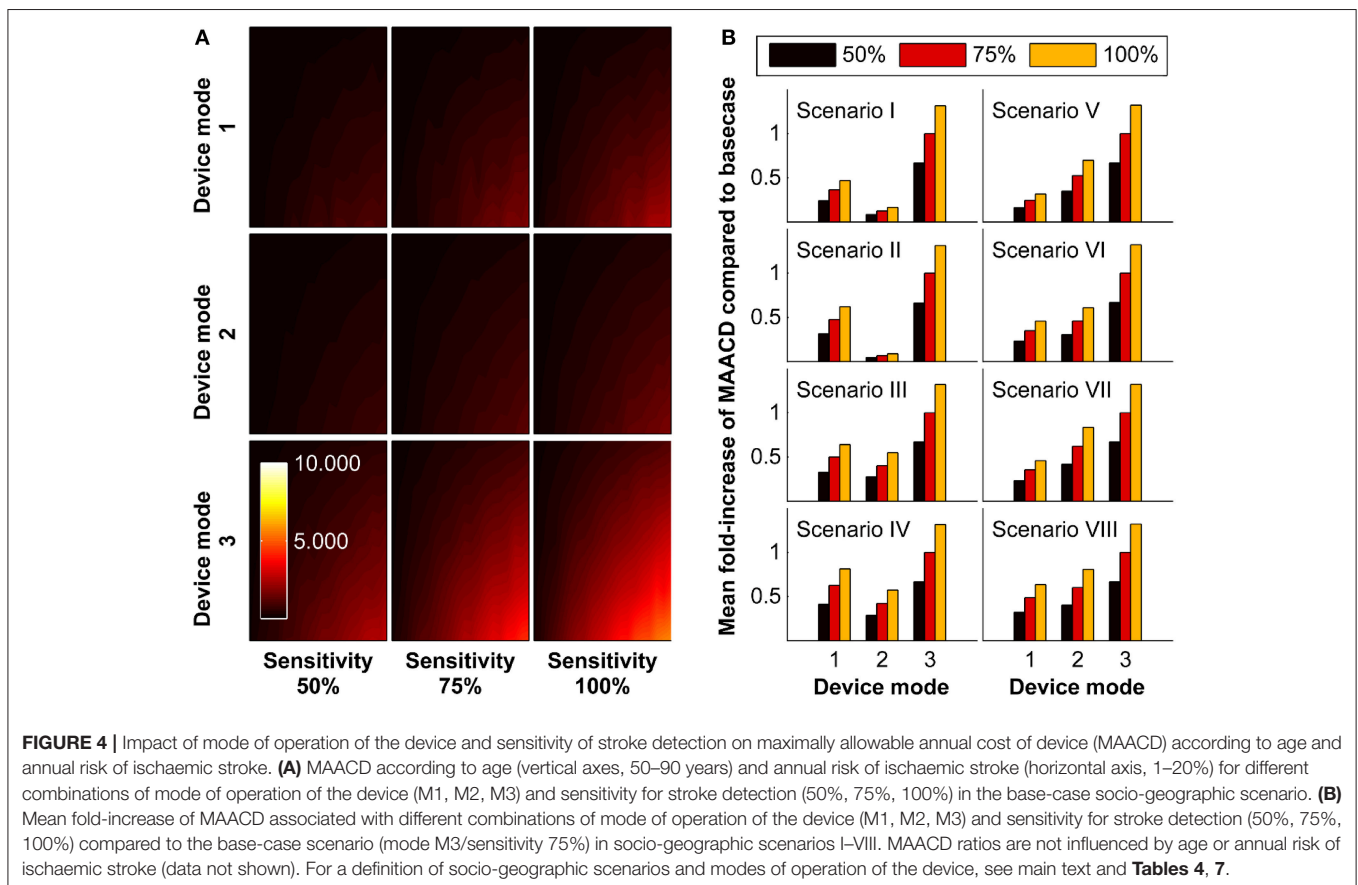 A
Device mode
1
Device mode
2
Device mode
3
10.000
5.000
Sensitivity
50%
Sensitivity
75%
Sensitivity
100%
B
50%
75%
100%
Mean fold-increase of MAACD compared to basecase
Scenario I
1
0.5
Scenario V
Scenario II
1
0.5
Scenario VI
Scenario III
1
0.5
Scenario VII
Scenario IV
1
0.5
Scenario VIII
1 2 3
Device mode
1 2 3
Device mode
FIGURE 4 | Impact of mode of operation of the device and sensitivity of stroke detection on maximally allowable annual cost of device (MAACD) according to age and
annual risk of ischaemic stroke. (A) MAACD according to age (vertical axes, 50–90 years) and annual risk of ischaemic stroke (horizontal axis, 1–20%) for different
combinations of mode of operation of the device (M1, M2, M3) and sensitivity for stroke detection (50%, 75%, 100%) in the base-case socio-geographic scenario. (B)
Mean fold-increase of MAACD associated with different combinations of mode of operation of the device (M1, M2, M3) and sensitivity for stroke detection (50%, 75%,
100%) compared to the base-case scenario (mode M3/sensitivity 75%) in socio-geographic scenarios I–VIII. MAACD ratios are not influenced by age or annual risk of
ischaemic stroke (data not shown). For a definition of socio-geographic scenarios and modes of operation of the device, see main text and Tables 4, 7.